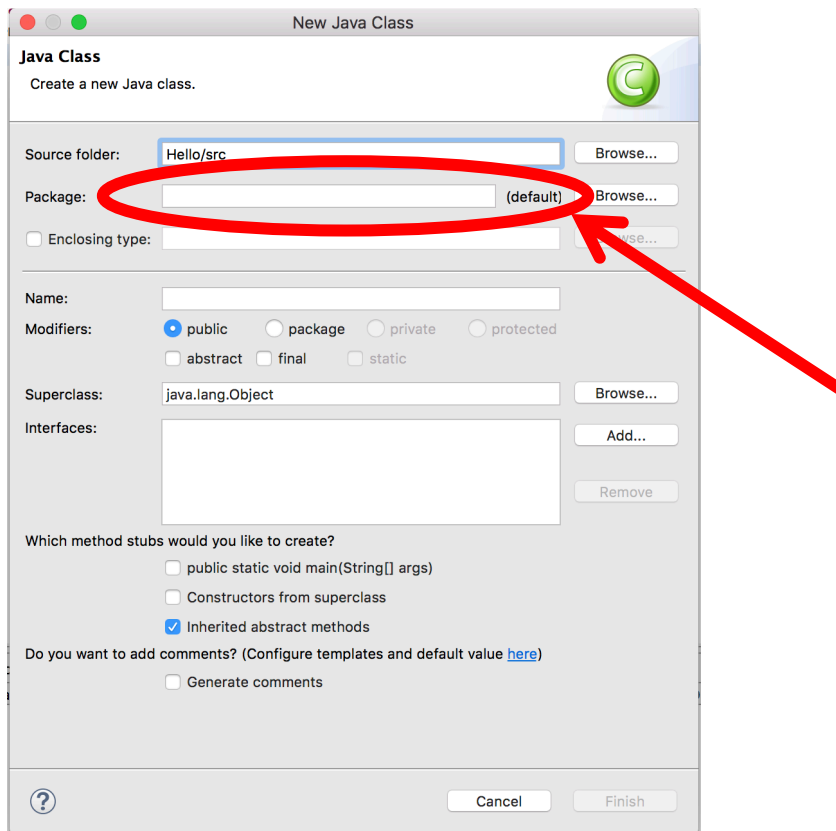 New Java Class
Java Class
Create a new Java class.
Source folder: Hello/src Browse...
Package: (default) Browse...
Enclosing type:
Name:
Modifiers: public package private protected
abstract final static
Superclass: java.lang.Object Browse...
Interfaces: Add...
Remove
Which method stubs would you like to create?
public static void main(String[] args)
Constructors from superclass
Inherited abstract methods
Do you want to add comments? (Configure templates and default value here)
Generate comments
? Cancel Finish